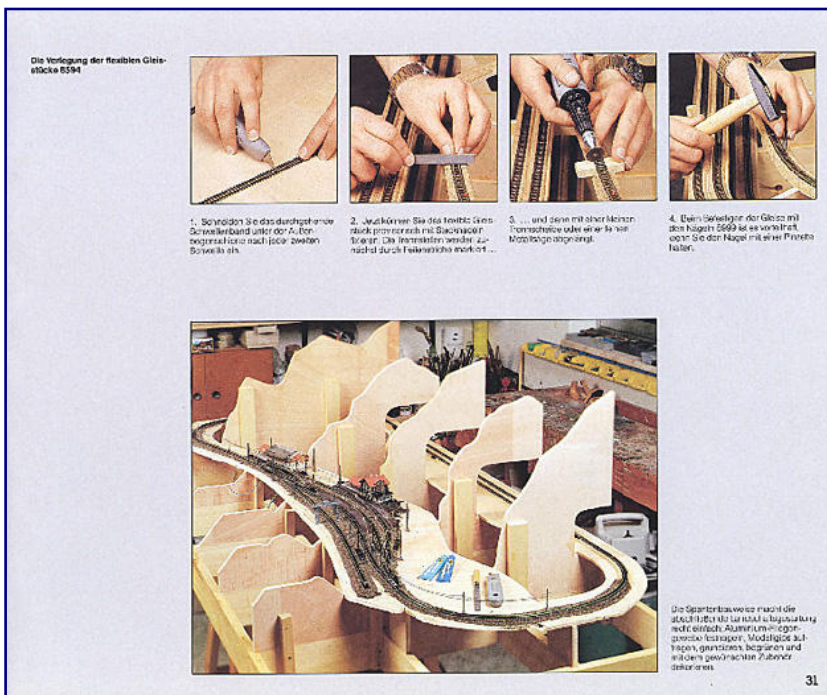 Die Verlegung der flexiblen Gleis-
stücke 8594
1. Schneiden Sie das durchgehende
Schwellenband unter der Außen-
bogenschiene nach jeder zweiten
Schwelle ein.
2. Jetzt können Sie das flexible Gleis-
stück provisorisch mit Stecknadeln
fixieren. Die Trennstellen werden zu-
nächst durch Feilenstriche markiert ...
3. ... und dann mit einer kleinen
Trennscheibe oder einer feinen
Metallsäge abgelängt.
4. Beim Befestigen der Gleise mit
den Nägeln 8999 ist es vorteilhaft,
wenn Sie den Nagel mit einer Pinzette
halten.
Die Spantenbauweise macht die
abschließende Landschaftsgestaltung
recht einfach: Aluminium-Fliegen-
gewebe festnageln, Modellgips auf-
tragen, grundieren, begrünen und
mit dem gewünschten Zubehör
dekorieren.
31